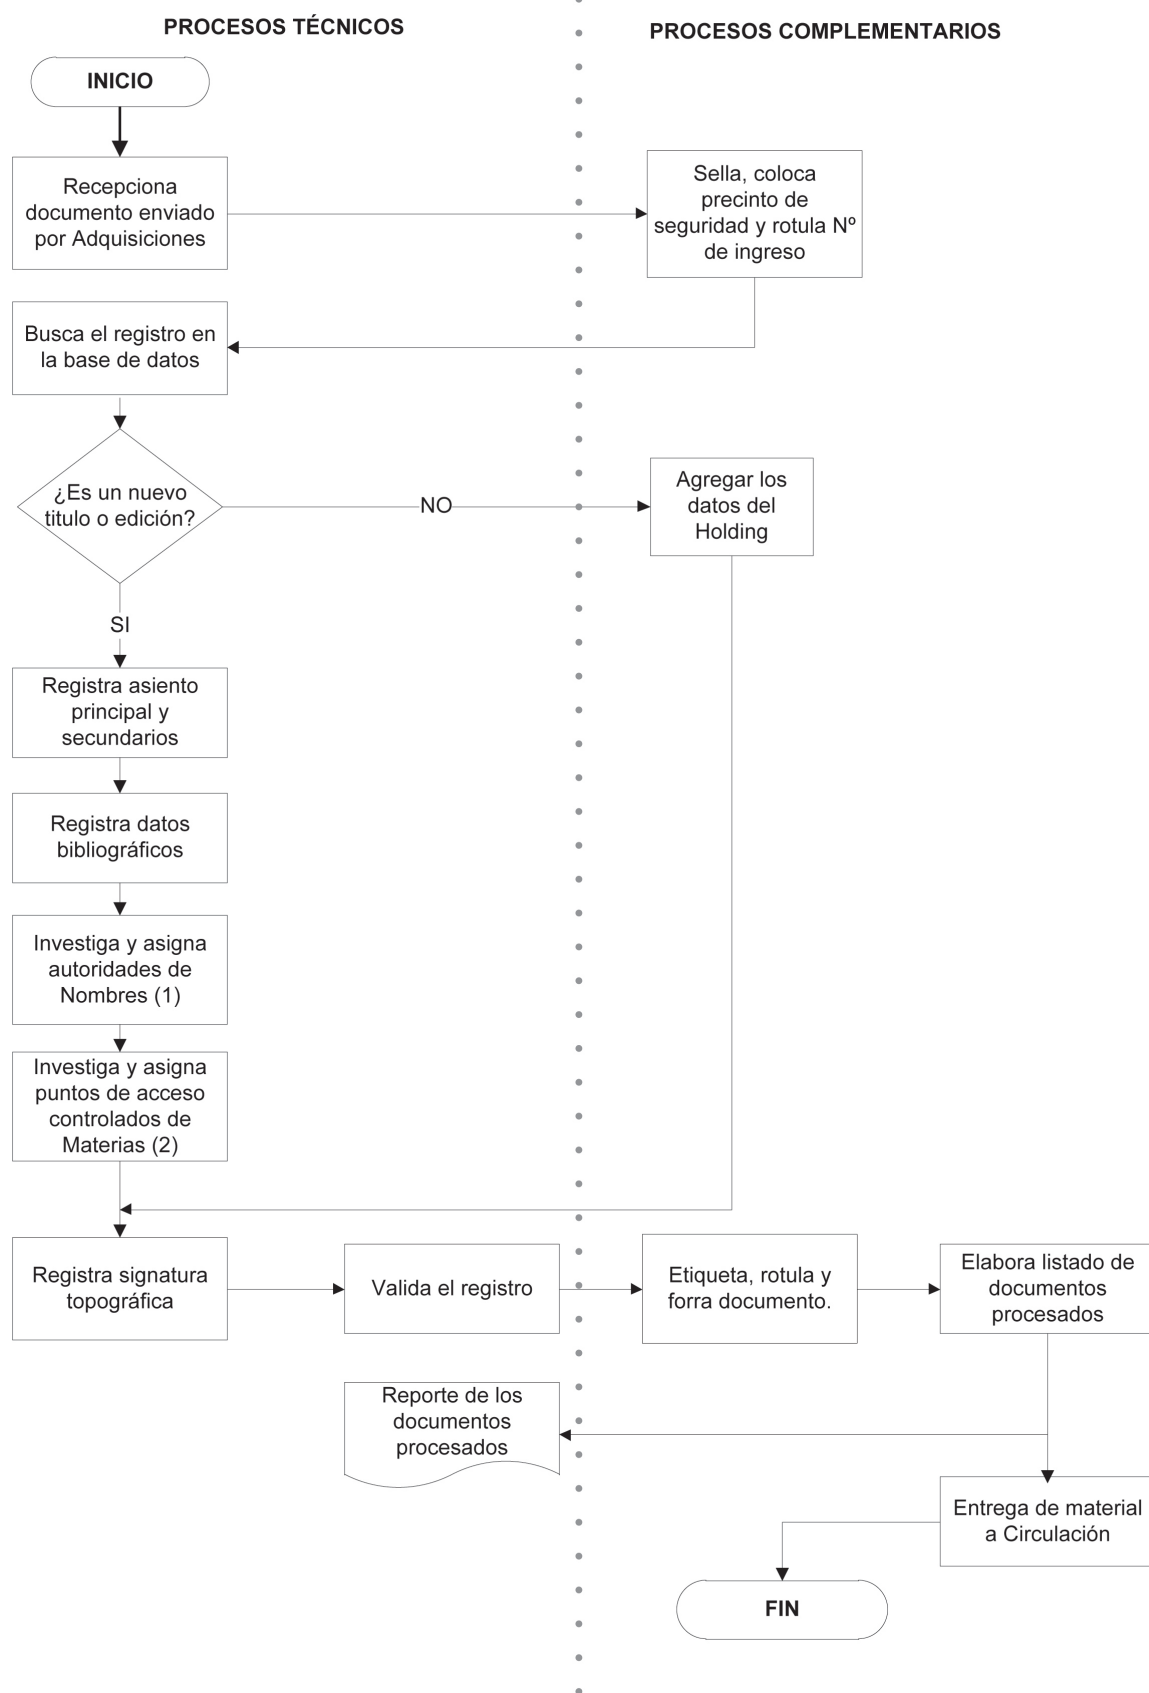 PROCESOS TÉCNICOS
PROCESOS COMPLEMENTARIOS
INICIO
Recepciona
documento enviado
por Adquisiciones
Sella, coloca
precinto de
seguridad y rotula Nº
de ingreso
Busca el registro en
la base de datos
¿Es un nuevo
titulo o edición?
NO
Agregar los
datos del
Holding
SI
Registra asiento
principal y
secundarios
Registra datos
bibliográficos
Investiga y asigna
autoridades de
Nombres (1)
Investiga y asigna
puntos de acceso
controlados de
Materias (2)
Registra signatura
topográfica
Valida el registro
Etiqueta, rotula y
forra documento.
Elabora listado de
documentos
procesados
Reporte de los
documentos
procesados
Entrega de material
a Circulación
FIN